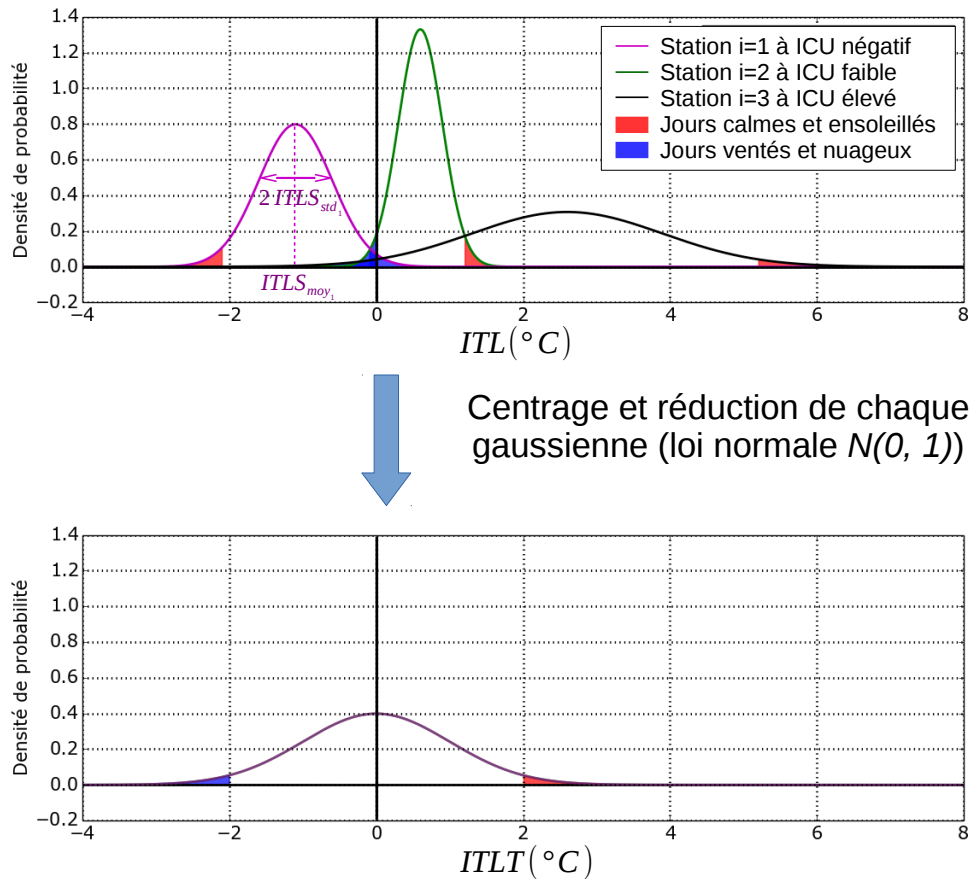 1.4
1.2
1.0
0.8
0.6
0.4
0.2
0.0
−0.2
Densité de probabilité
Station i=1 à ICU négatif
Station i=2 à ICU faible
Station i=3 à ICU élevé
Jours calmes et ensoleillés
Jours ventés et nuageux
2 ITLS_std_1
ITLS_moy_1
−4 −2 0 2 4 6 8
ITL(°C)
Centrage et réduction de chaque
gaussienne (loi normale N(0, 1))
1.4
1.2
1.0
0.8
0.6
0.4
0.2
0.0
−0.2
Densité de probabilité
−4 −2 0 2 4 6 8
ITLT(°C)